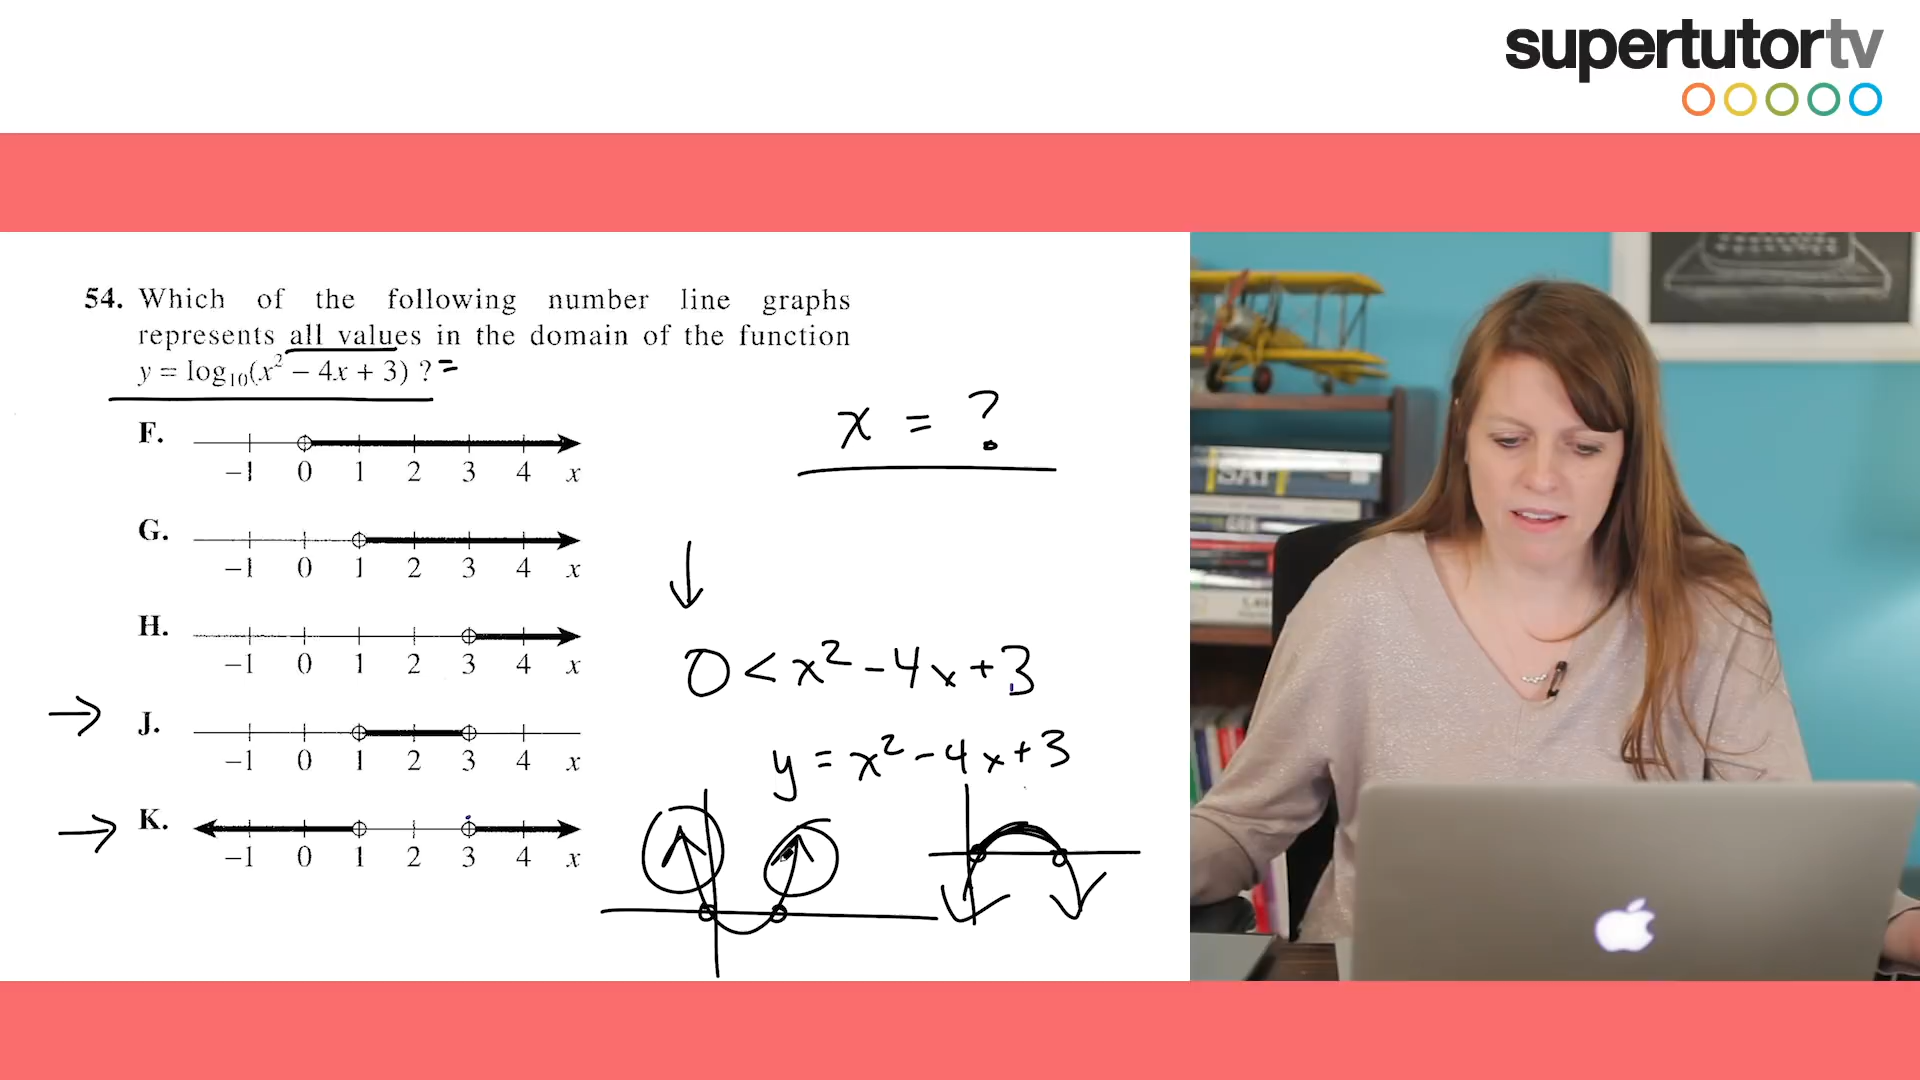 supertutortv
54. Which of the following number line graphs
represents all values in the domain of the function
y = log₁₀(x² − 4x + 3) ? =
x = ?
F.
−1 0 1 2 3 4 x
G.
−1 0 1 2 3 4 x
H.
−1 0 1 2 3 4 x
0 < x² − 4x + 3
J.
−1 0 1 2 3 4 x
y = x² − 4x + 3
K.
−1 0 1 2 3 4 x
SAT